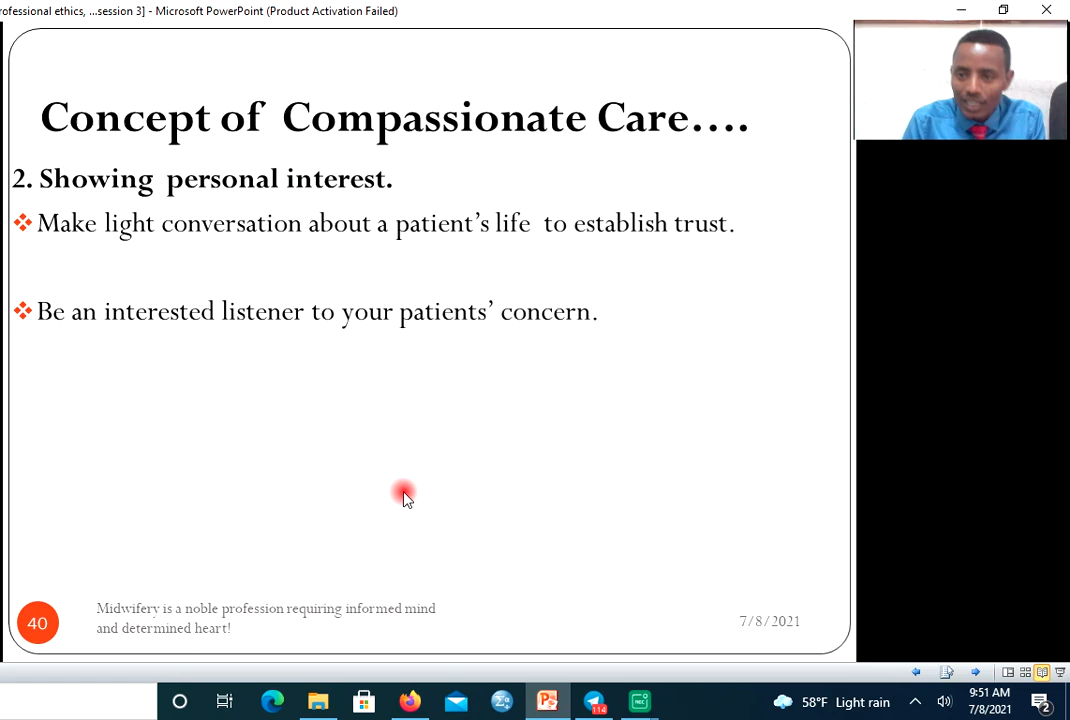 rofessional ethics, ...session 3] - Microsoft PowerPoint (Product Activation Failed)
Concept of Compassionate Care....
2. Showing personal interest.
Make light conversation about a patient's life to establish trust.
Be an interested listener to your patients' concern.
40
Midwifery is a noble profession requiring informed mind
and determined heart!
7/8/2021
114
REC
58°F Light rain
9:51 AM
7/8/2021
2